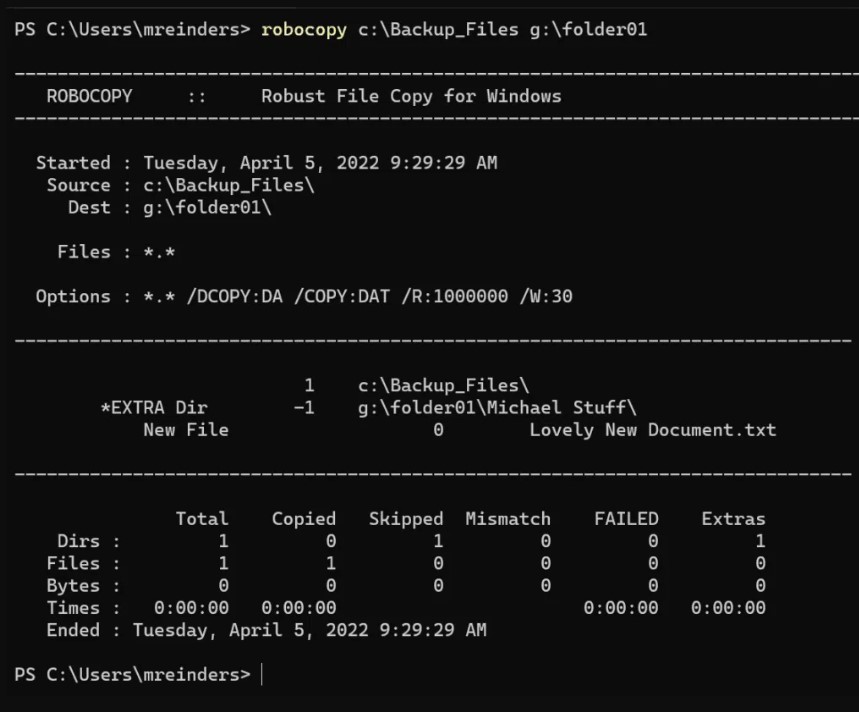 PS C:\Users\mreinders> robocopy c:\Backup_Files g:\folder01
-------------------------------------------------------------------------------
   ROBOCOPY     ::     Robust File Copy for Windows
-------------------------------------------------------------------------------
  Started : Tuesday, April 5, 2022 9:29:29 AM
   Source : c:\Backup_Files\
     Dest : g:\folder01\
    Files : *.*
  Options : *.* /DCOPY:DA /COPY:DAT /R:1000000 /W:30
------------------------------------------------------------------------------
                           1    c:\Backup_Files\
        *EXTRA Dir        -1    g:\folder01\Michael Stuff\
            New File                   0        Lovely New Document.txt
------------------------------------------------------------------------------
               Total    Copied   Skipped  Mismatch    FAILED    Extras
    Dirs :         1         0         1         0         0         1
   Files :         1         1         0         0         0         0
   Bytes :         0         0         0         0         0         0
   Times :   0:00:00   0:00:00                       0:00:00   0:00:00
   Ended : Tuesday, April 5, 2022 9:29:29 AM
PS C:\Users\mreinders>